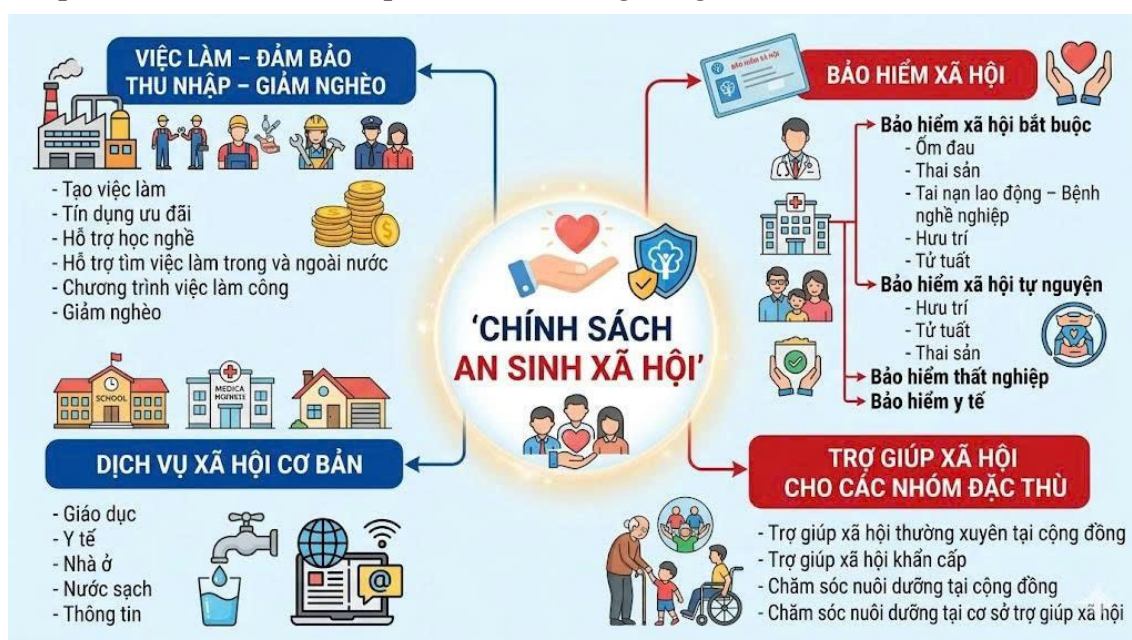 VIỆC LÀM – ĐẢM BẢO
THU NHẬP – GIẢM NGHÈO
- Tạo việc làm
- Tín dụng ưu đãi
- Hỗ trợ học nghề
- Hỗ trợ tìm việc làm trong và ngoài nước
- Chương trình việc làm công
- Giảm nghèo
BẢO HIỂM XÃ HỘI
BẢO HIỂM XÃ HỘI
Bảo hiểm xã hội bắt buộc
- Ốm đau
- Thai sản
- Tai nạn lao động – Bệnh
nghề nghiệp
- Hưu trí
- Tử tuất
Bảo hiểm xã hội tự nguyện
- Hưu trí
- Tử tuất
- Thai sản
Bảo hiểm thất nghiệp
Bảo hiểm y tế
‘CHÍNH SÁCH
AN SINH XÃ HỘI’
SCHOOL
MEDICA
DỊCH VỤ XÃ HỘI CƠ BẢN
- Giáo dục
- Y tế
- Nhà ở
- Nước sạch
- Thông tin
@
TRỢ GIÚP XÃ HỘI
CHO CÁC NHÓM ĐẶC THÙ
- Trợ giúp xã hội thường xuyên tại cộng đồng
- Trợ giúp xã hội khẩn cấp
- Chăm sóc nuôi dưỡng tại cộng đồng
- Chăm sóc nuôi dưỡng tại cơ sở trợ giúp xã hội